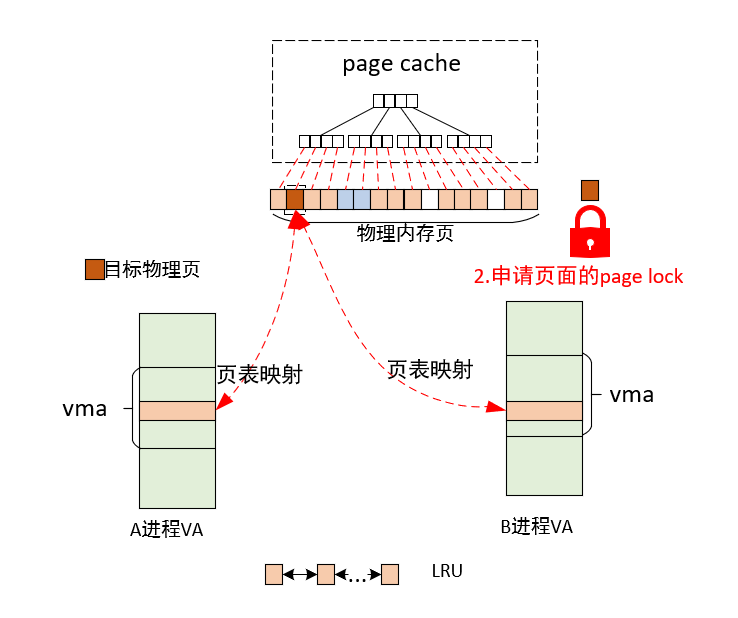 page cache
物理内存页
目标物理页
2.申请页面的page lock
页表映射
页表映射
vma
vma
A进程VA
B进程VA
...
LRU